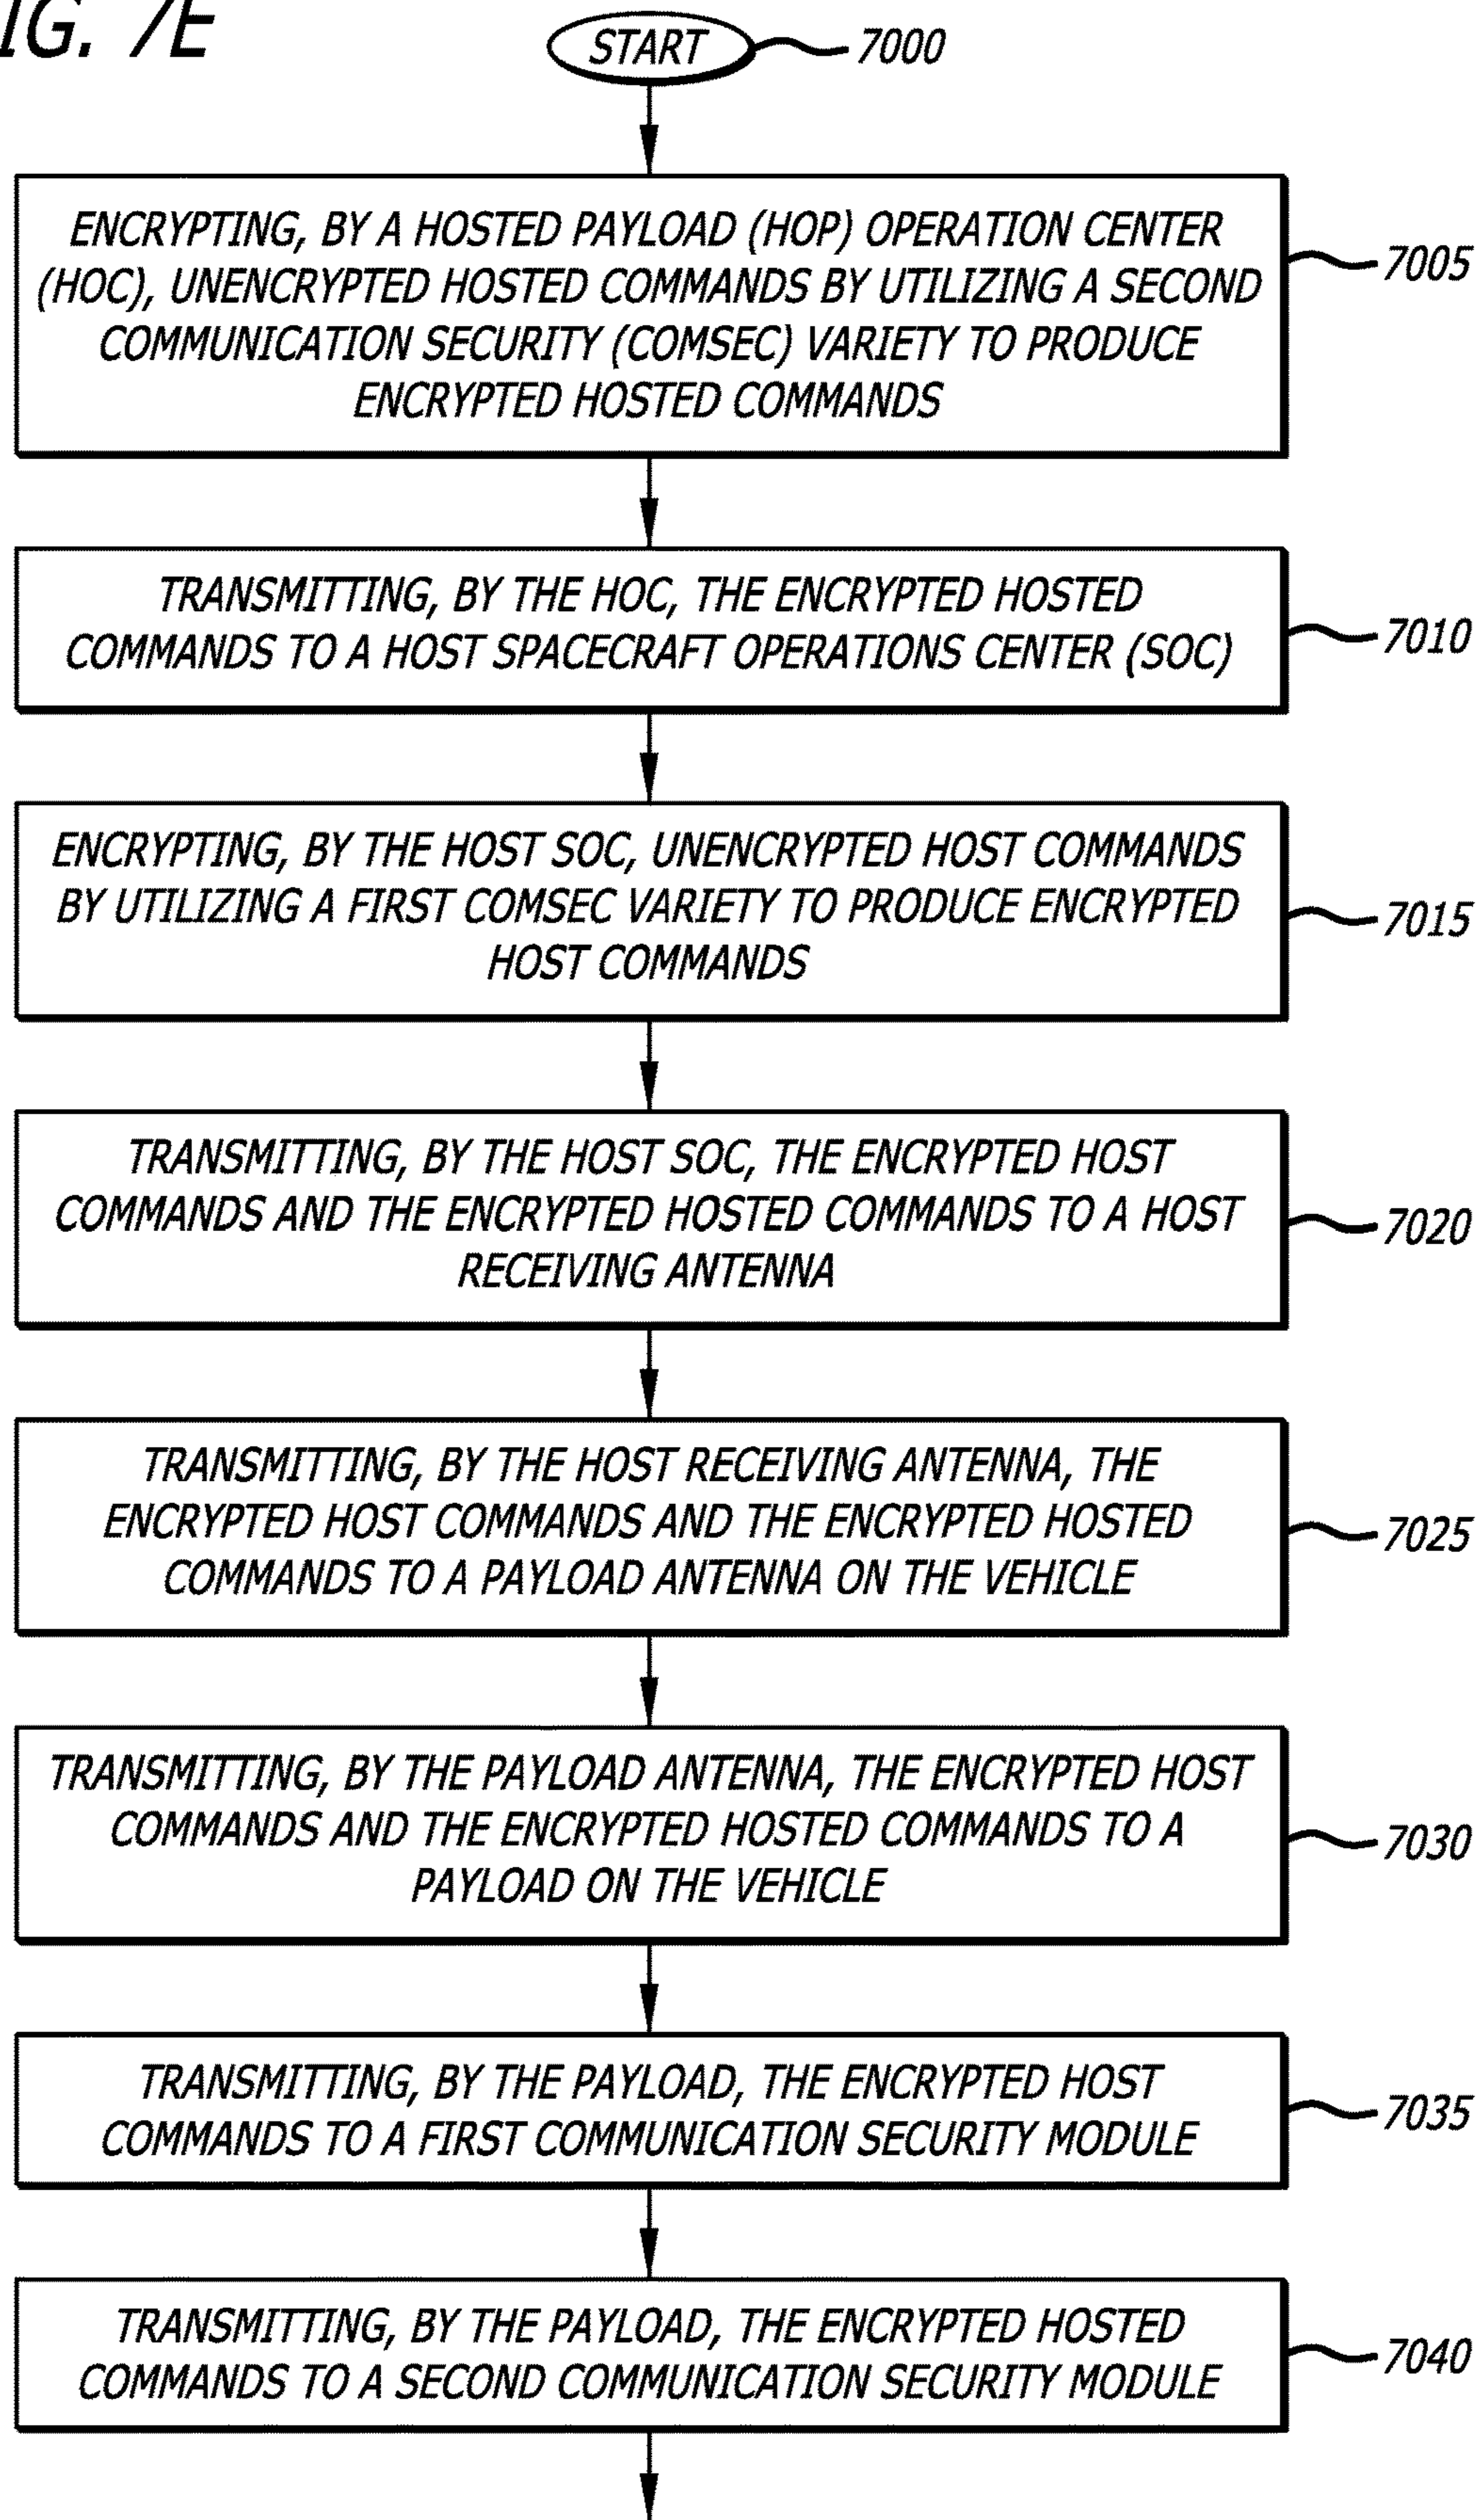 IG. 7E
START
7000
ENCRYPTING, BY A HOSTED PAYLOAD (HOP) OPERATION CENTER
(HOC), UNENCRYPTED HOSTED COMMANDS BY UTILIZING A SECOND
COMMUNICATION SECURITY (COMSEC) VARIETY TO PRODUCE
ENCRYPTED HOSTED COMMANDS
7005
TRANSMITTING, BY THE HOC, THE ENCRYPTED HOSTED
COMMANDS TO A HOST SPACECRAFT OPERATIONS CENTER (SOC)
7010
ENCRYPTING, BY THE HOST SOC, UNENCRYPTED HOST COMMANDS
BY UTILIZING A FIRST COMSEC VARIETY TO PRODUCE ENCRYPTED
HOST COMMANDS
7015
TRANSMITTING, BY THE HOST SOC, THE ENCRYPTED HOST
COMMANDS AND THE ENCRYPTED HOSTED COMMANDS TO A HOST
RECEIVING ANTENNA
7020
TRANSMITTING, BY THE HOST RECEIVING ANTENNA, THE
ENCRYPTED HOST COMMANDS AND THE ENCRYPTED HOSTED
COMMANDS TO A PAYLOAD ANTENNA ON THE VEHICLE
7025
TRANSMITTING, BY THE PAYLOAD ANTENNA, THE ENCRYPTED HOST
COMMANDS AND THE ENCRYPTED HOSTED COMMANDS TO A
PAYLOAD ON THE VEHICLE
7030
TRANSMITTING, BY THE PAYLOAD, THE ENCRYPTED HOST
COMMANDS TO A FIRST COMMUNICATION SECURITY MODULE
7035
TRANSMITTING, BY THE PAYLOAD, THE ENCRYPTED HOSTED
COMMANDS TO A SECOND COMMUNICATION SECURITY MODULE
7040